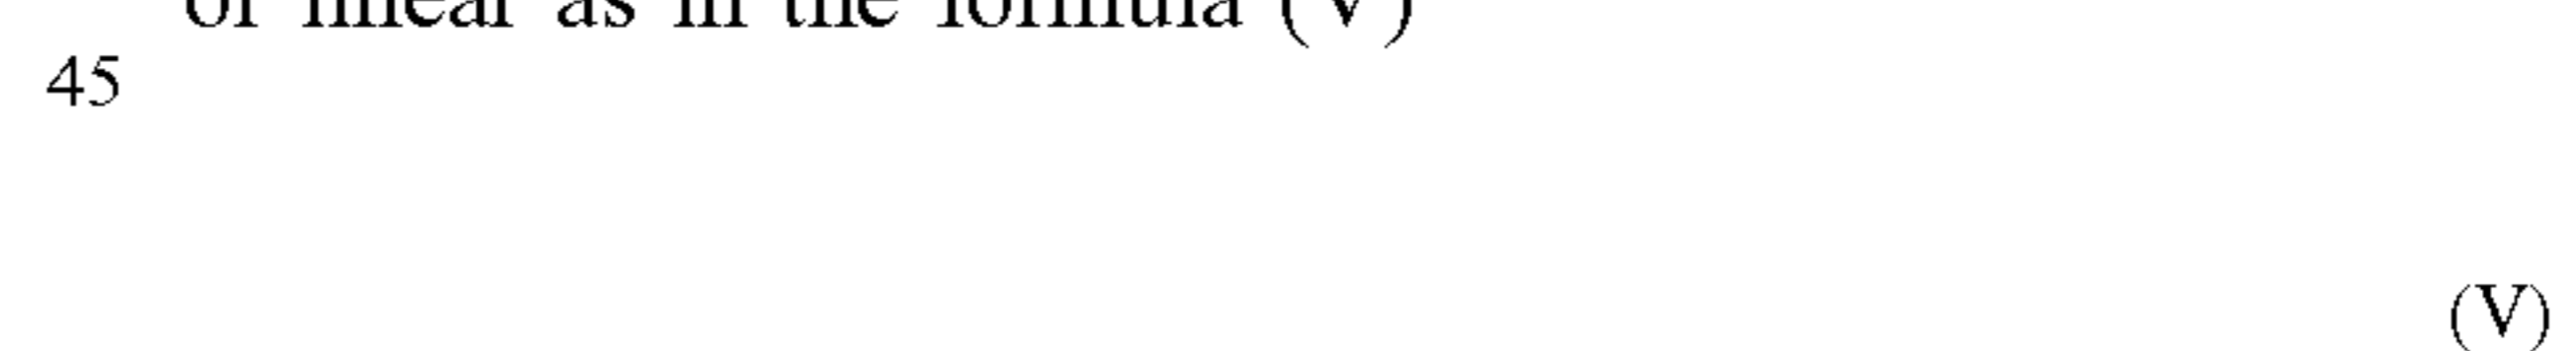 or linear as in the formula (V)
45
(V)